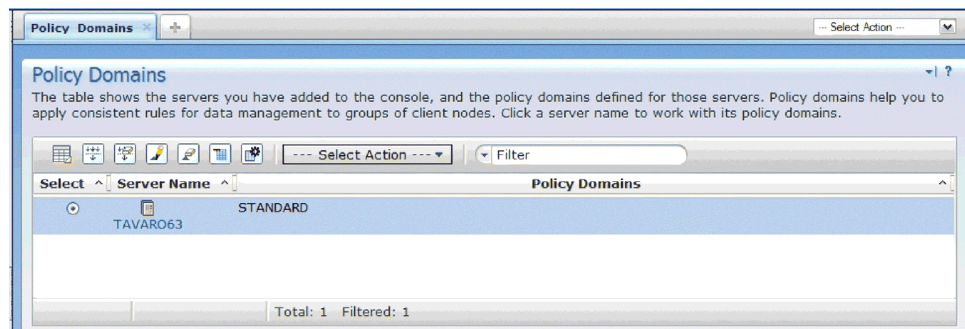 Policy Domains
--- Select Action ---
Policy Domains
?
The table shows the servers you have added to the console, and the policy domains defined for those servers. Policy domains help you to
apply consistent rules for data management to groups of client nodes. Click a server name to work with its policy domains.
--- Select Action --- Filter
Select Server Name Policy Domains
STANDARD
TAVARO63
Total: 1 Filtered: 1